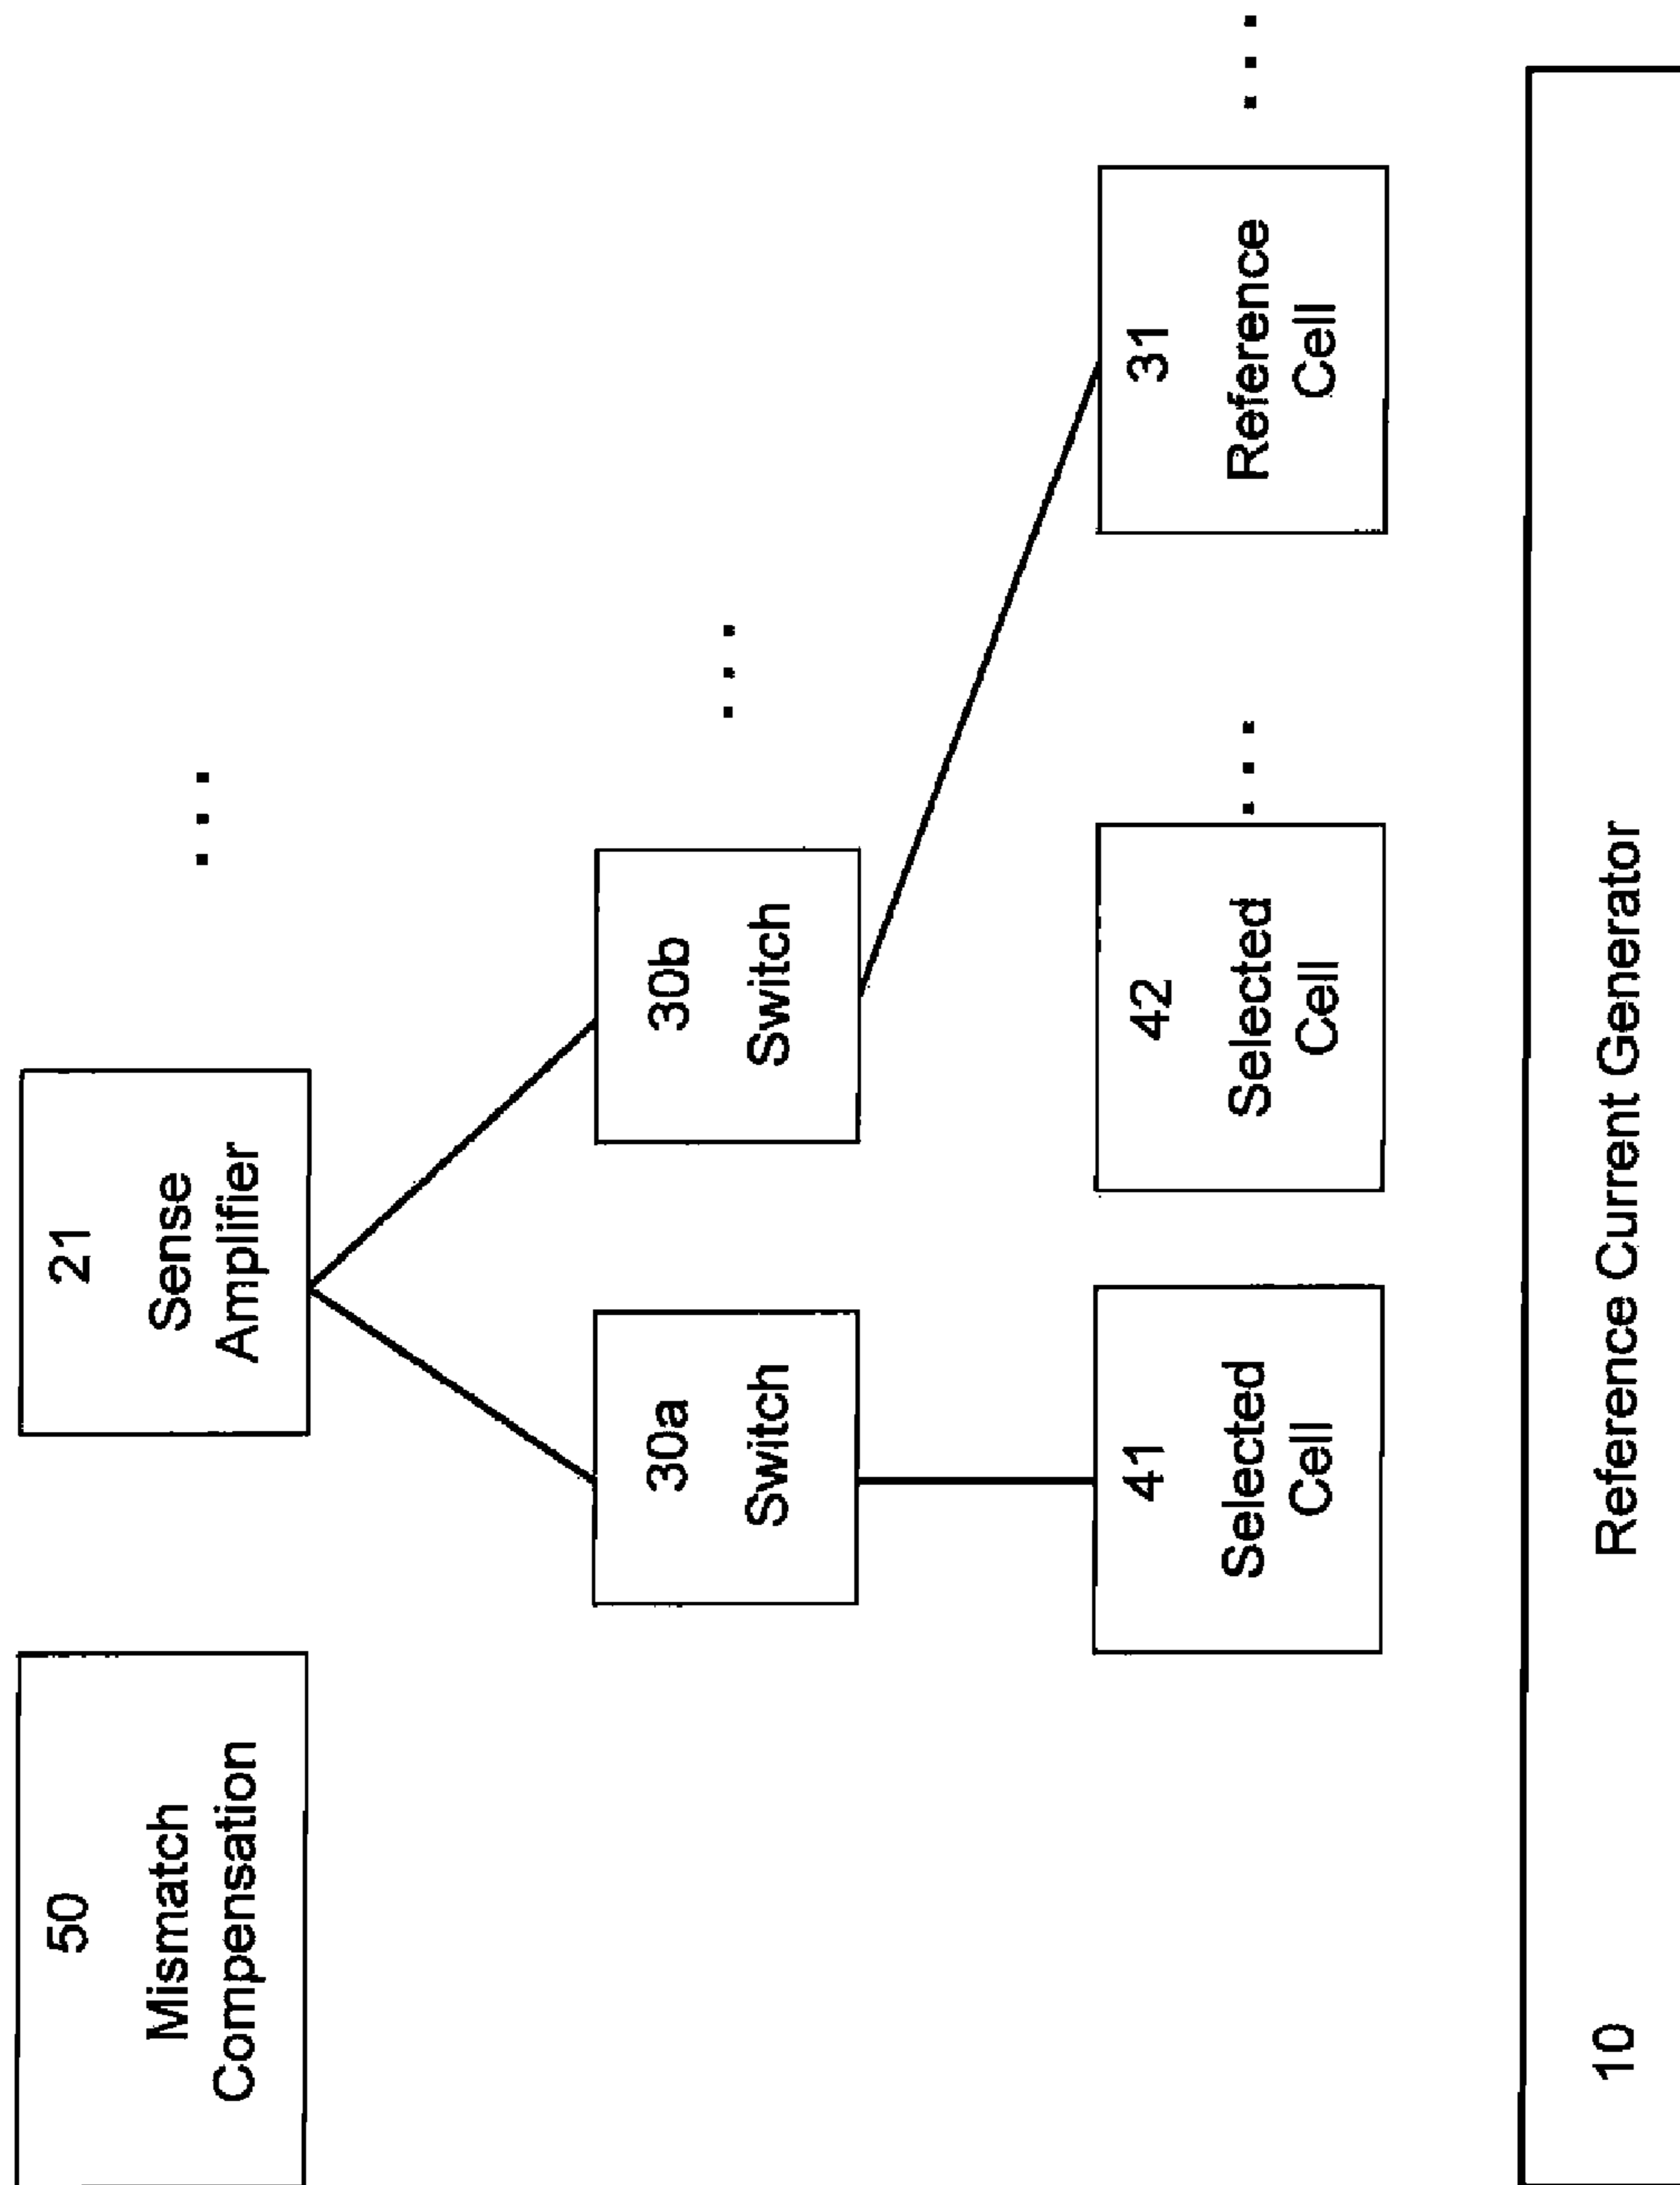 50
Mismatch
Compensation
21
Sense
Amplifier
...
30a
Switch
30b
Switch
...
41
Selected
Cell
42
Selected
Cell
...
31
Reference
Cell
...
10
Reference Current Generator